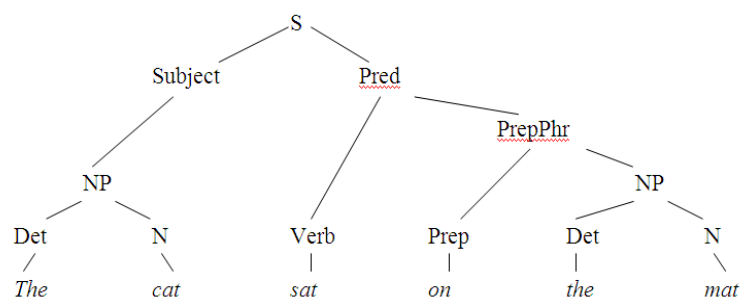 S
Subject Pred
PrepPhr
NP NP
Det N Verb Prep Det N
The cat sat on the mat